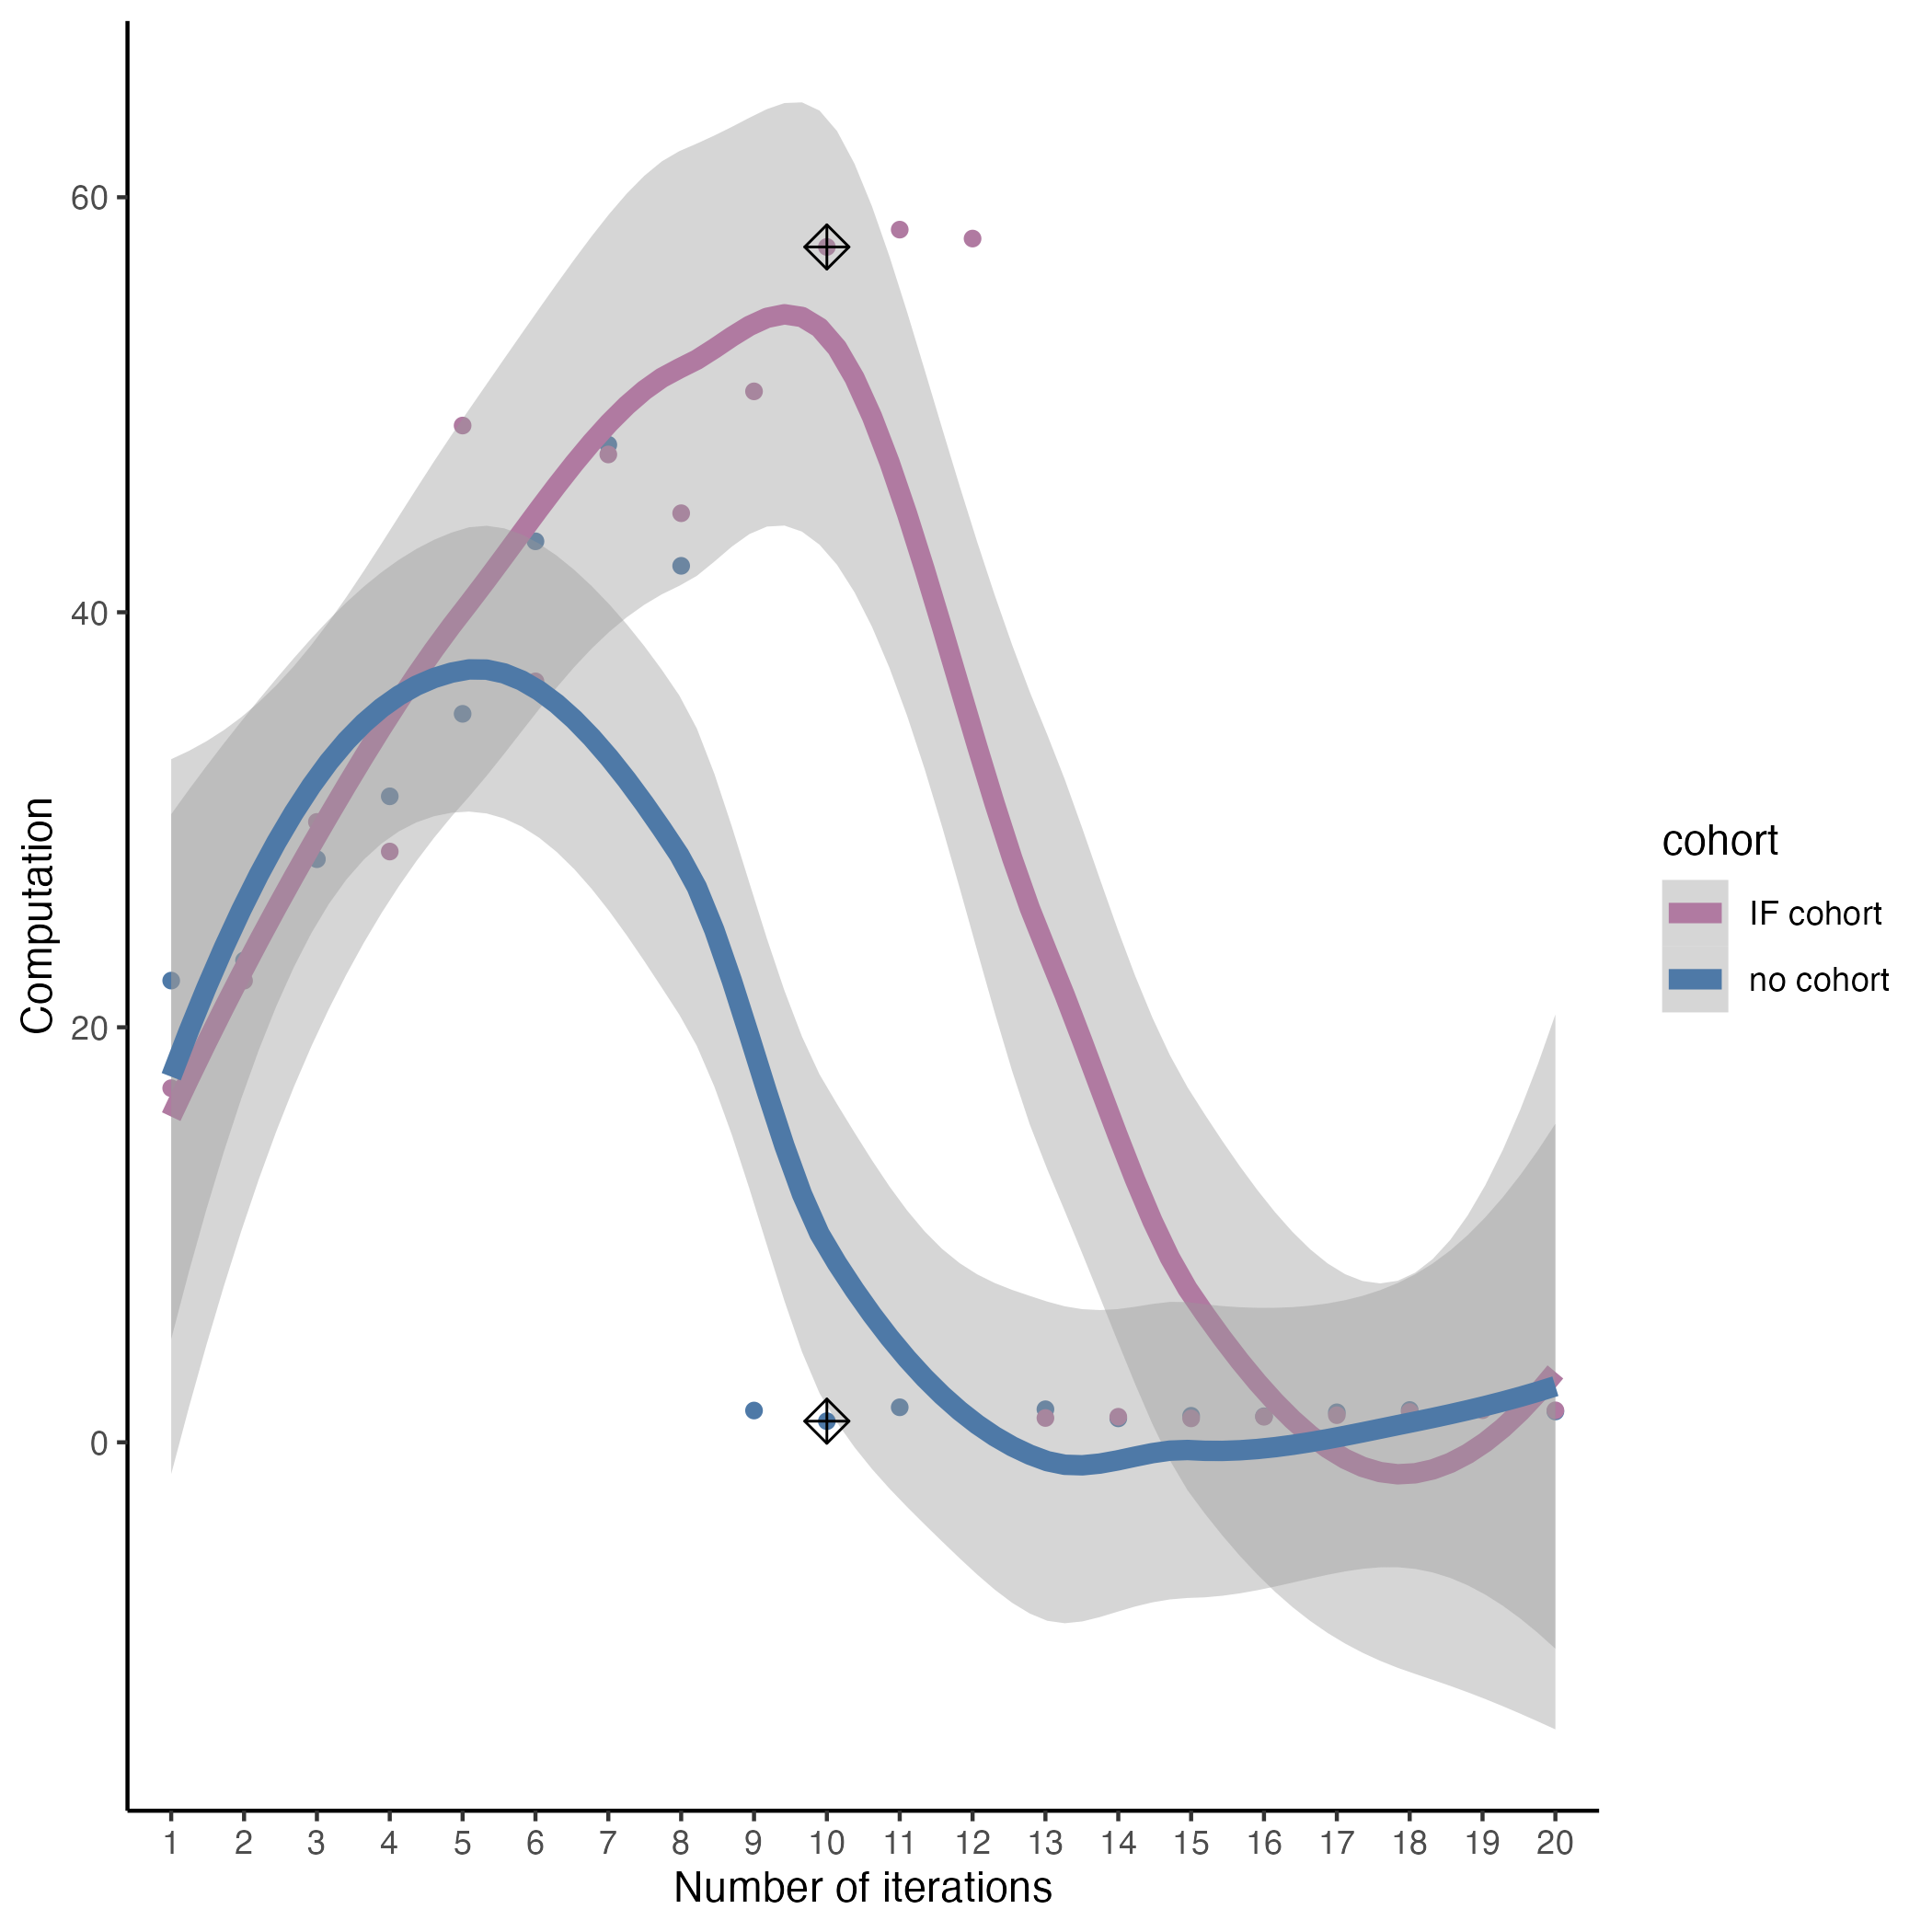 60
40
20
0
Computation
1 2 3 4 5 6 7 8 9 10 11 12 13 14 15 16 17 18 19 20
Number of iterations
cohort
IF cohort
no cohort